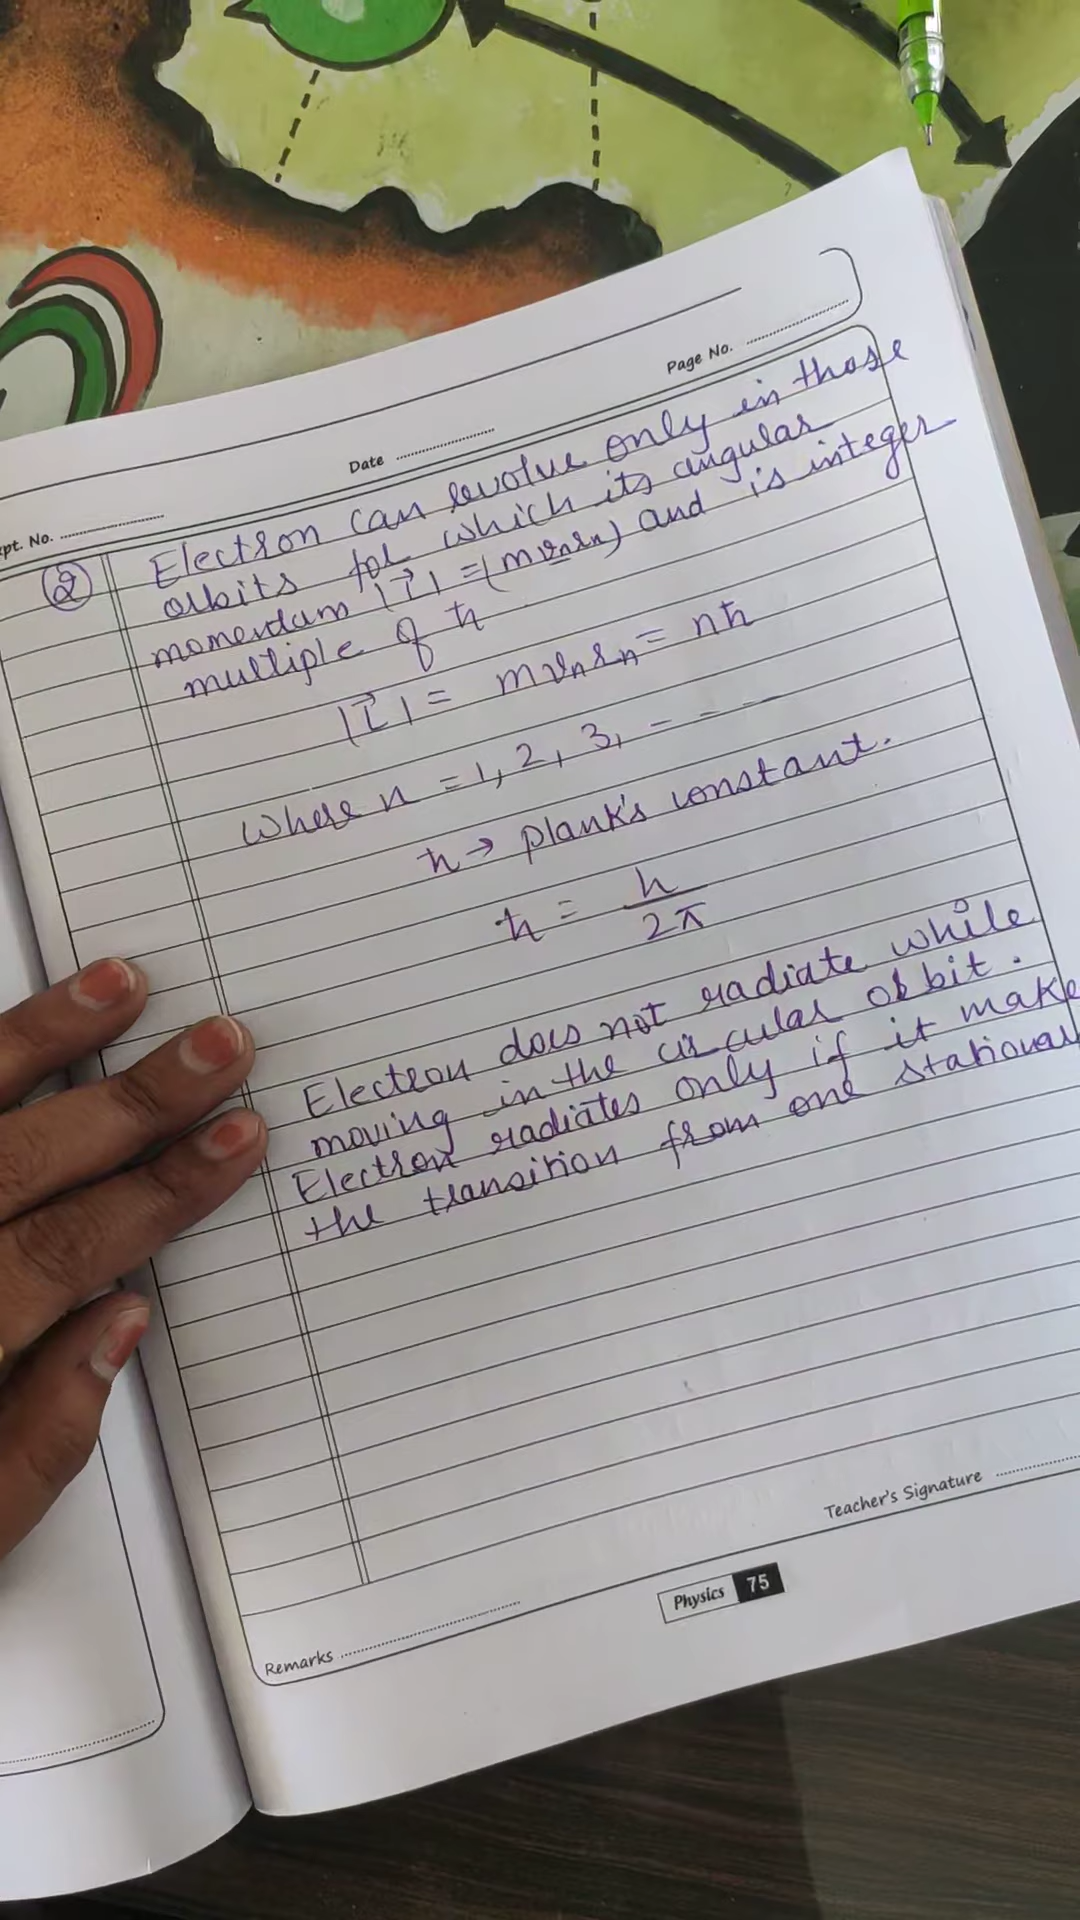 Page No.
Date
xpt. No.
② Electron can revolve only in those
orbits for which its angular
momentum |L⃗| = (mvₙrₙ) and is integer
multiple of ħ
|L⃗| = mvₙrₙ = nħ
where n = 1, 2, 3, - - - -
ħ → plank's constant.
ħ = h/2π
Electron does not radiate while
moving in the circular orbit.
Electron radiates only if it make
the transition from one stationary
Teacher's Signature
Physics 75
Remarks